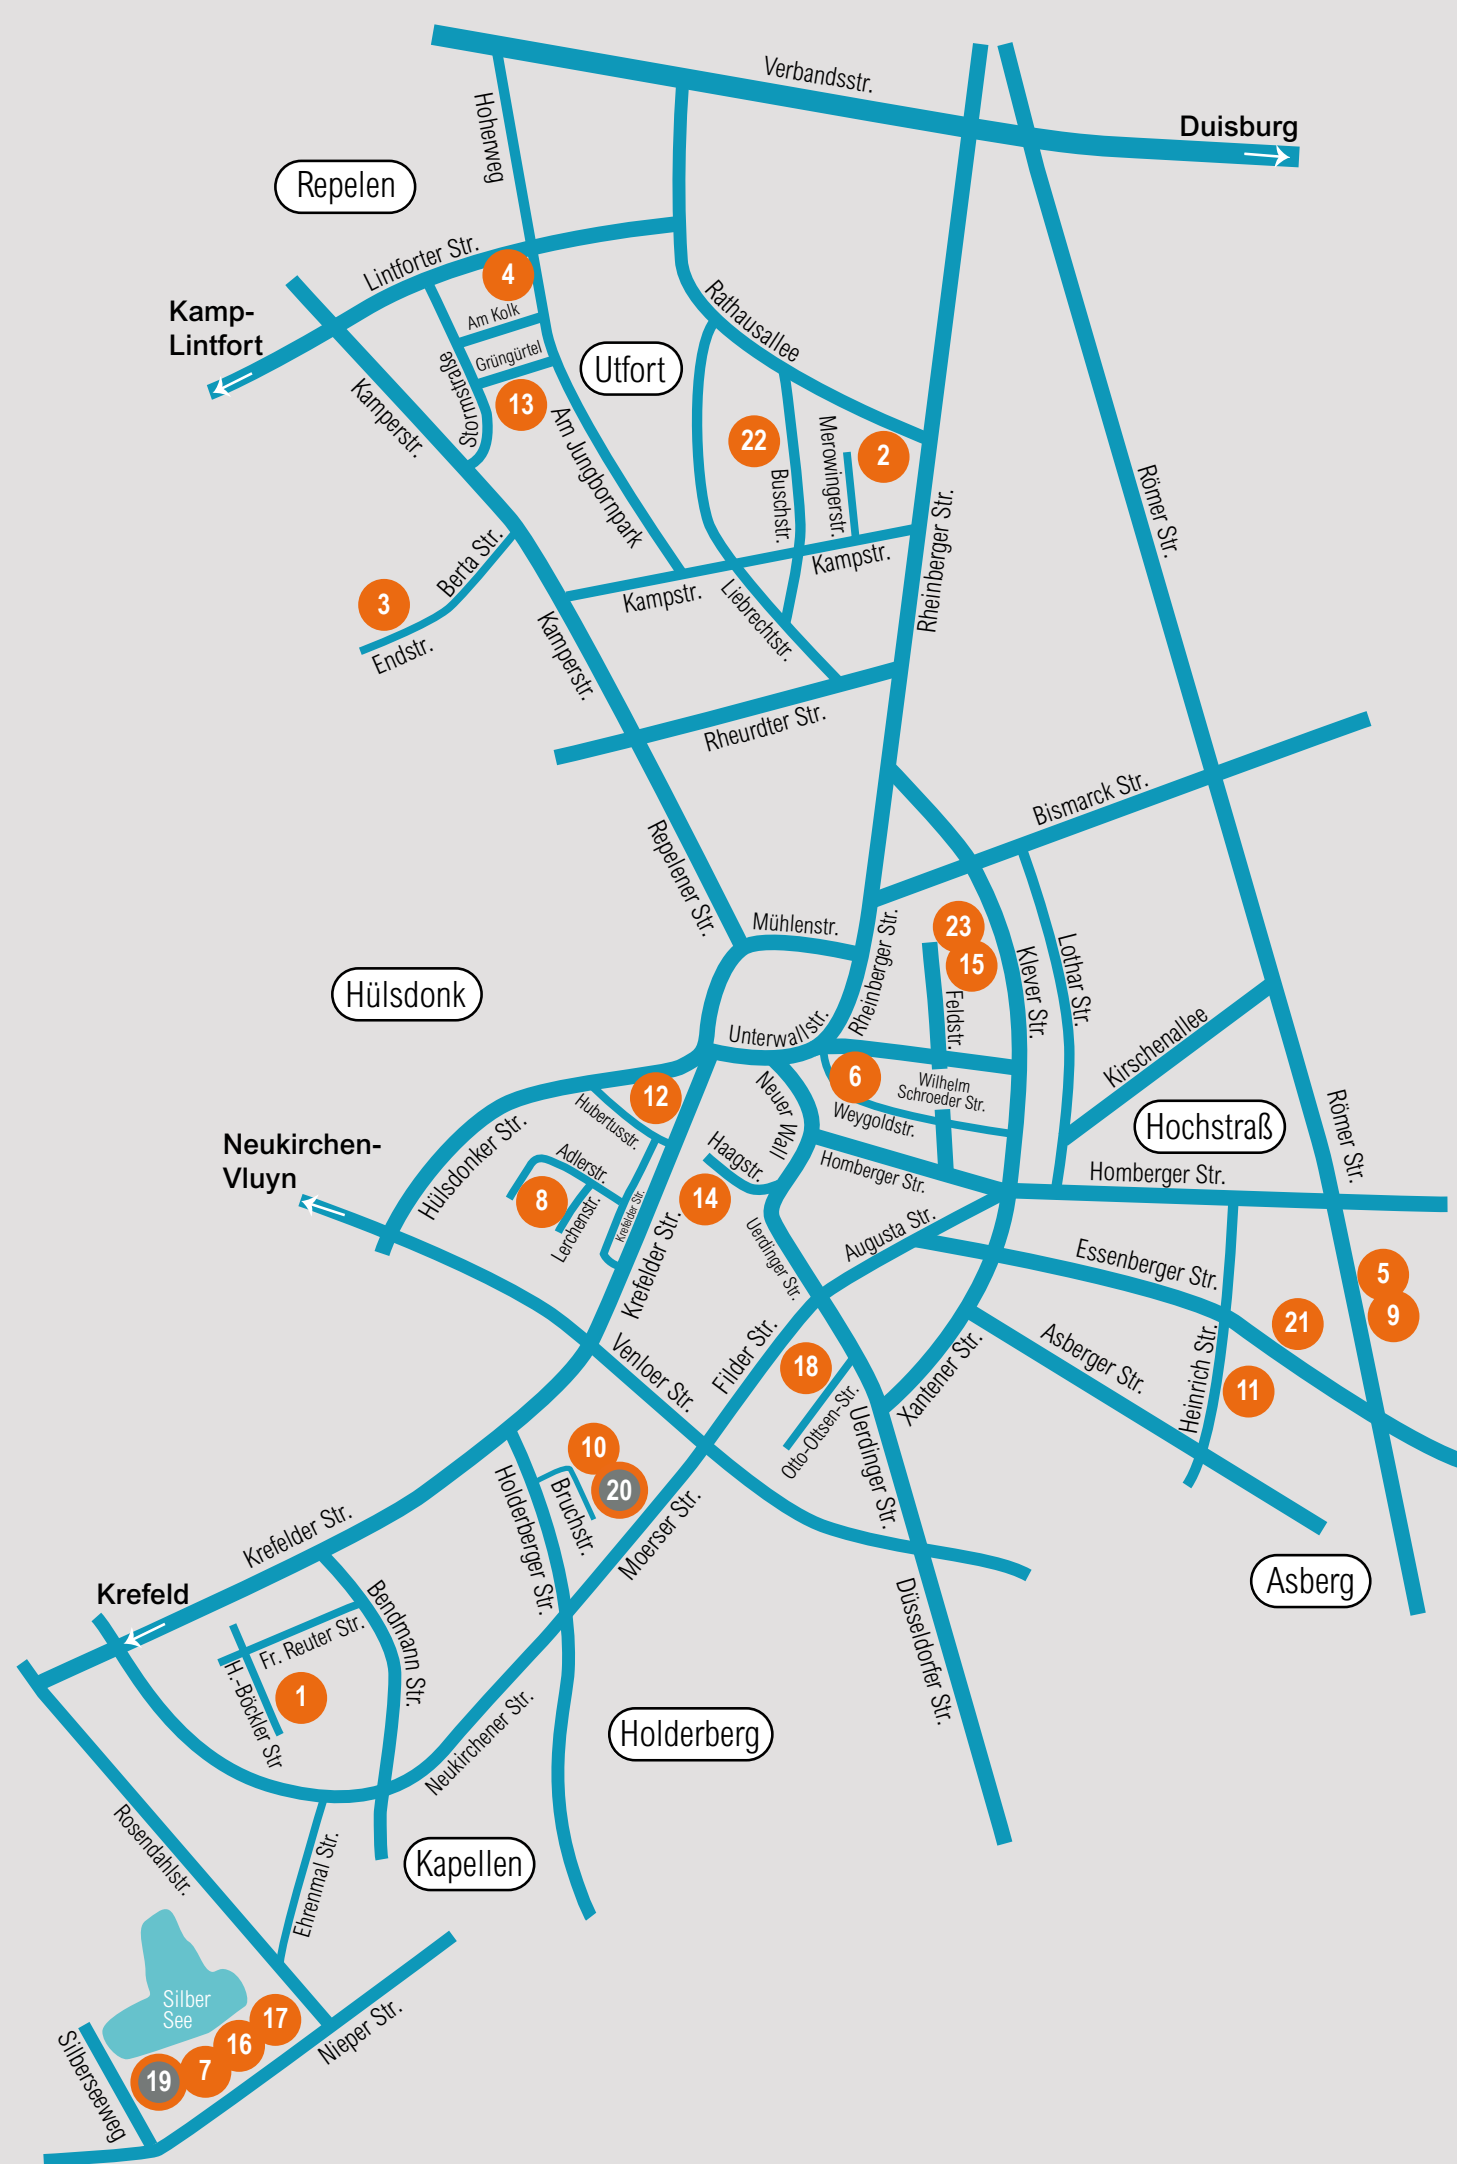 Verbandsstr.
Duisburg
Hoherweg
Repelen
Lintforter Str.
4
Kamp-
Lintfort
Am Kolk
Rathausallee
Grüngürtel
Utfort
Stormstraße
Kamperstr.
13
Am Jungbornpark
22
Merowingerstr.
2
Buschstr.
Römer Str.
Rheinberger Str.
Berta Str.
Kampstr.
3
Kampstr.
Liebrechtstr.
Endstr.
Kamperstr.
Rheurdter Str.
Bismarck Str.
Repelener Str.
Mühlenstr.
23
15
Rheinberger Str.
Feldstr.
Klever Str.
Lothar Str.
Hülsdonk
Unterwallstr.
Kirschenallee
6
Wilhelm
Schroeder Str.
12
Neuer Wall
Weygoldstr.
Hubertusstr.
Hochstraß
Römer Str.
Neukirchen-
Vluyn
Hülsdonker Str.
Adlerstr.
Haagstr.
Homberger Str.
Homberger Str.
8
Lerchenstr.
Krefelder Str.
14
Krefelder Str.
Uerdinger Str.
Augusta Str.
Essenberger Str.
5
9
21
Venloer Str.
Filder Str.
18
Xantener Str.
Asberger Str.
Heinrich Str.
11
Otto-Ottsen-Str.
Uerdinger Str.
10
20
Holderberger Str.
Bruchstr.
Moerser Str.
Krefelder Str.
Krefeld
Asberg
Bendmann Str.
Fr. Reuter Str.
H.-Böckler Str
1
Düsseldorfer Str.
Neukirchener Str.
Holderberg
Rosendahlstr.
Ehrenmal Str.
Kapellen
Silber
See
17
16
7
19
Nieper Str.
Silberseeweg